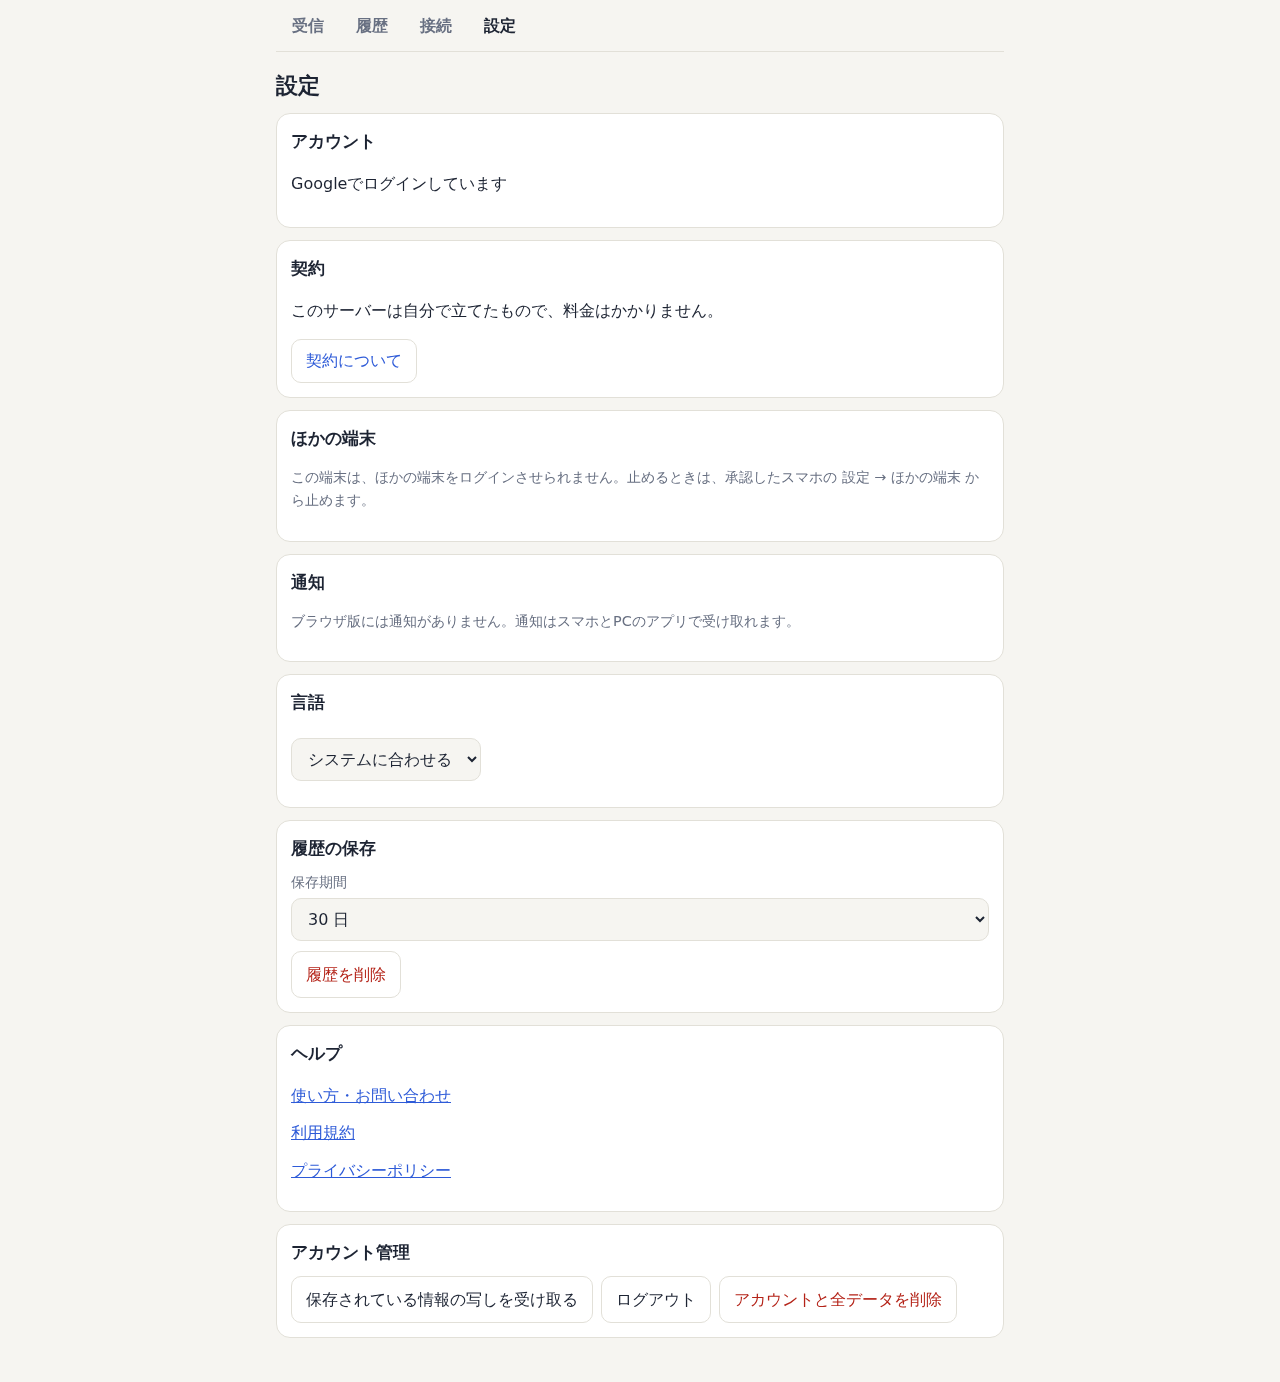 受信 履歴 接続 設定
設定
アカウント
Googleでログインしています
契約
このサーバーは自分で立てたもので、料金はかかりません。
契約について
ほかの端末
この端末は、ほかの端末をログインさせられません。止めるときは、承認したスマホの 設定 → ほかの端末 か
ら止めます。
通知
ブラウザ版には通知がありません。通知はスマホとPCのアプリで受け取れます。
言語
システムに合わせる
履歴の保存
保存期間
30 日
履歴を削除
ヘルプ
使い方・お問い合わせ
利用規約
プライバシーポリシー
アカウント管理
保存されている情報の写しを受け取る ログアウト アカウントと全データを削除